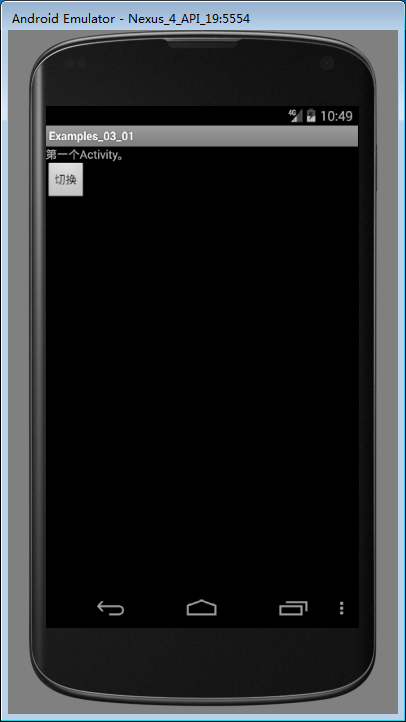 Android Emulator - Nexus_4_API_19:5554
4G 10:49
Examples_03_01
第一个Activity。
切换